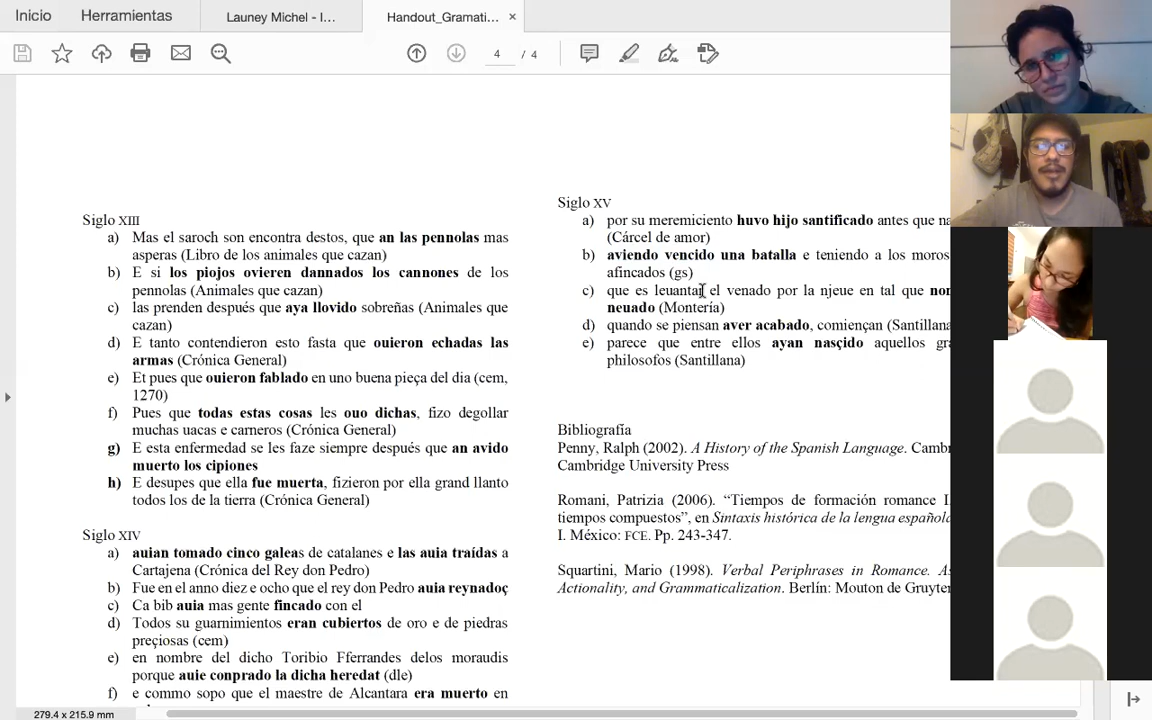 Inicio
Herramientas
Launey Michel - I...
Handout_Gramati...
4 / 4
Siglo XIII
a) Mas el saroch son encontra destos, que an las pennolas mas
asperas (Libro de los animales que cazan)
b) E si los piojos ovieren dannados los cannones de los
pennolas (Animales que cazan)
c) las prenden después que aya llovido sobreñas (Animales que
cazan)
d) E tanto contendieron esto fasta que ouieron echadas las
armas (Crónica General)
e) Et pues que ouieron fablado en uno buena pieça del dia (cem,
1270)
f) Pues que todas estas cosas les ouo dichas, fizo degollar
muchas uacas e carneros (Crónica General)
g) E esta enfermedad se les faze siempre después que an avido
muerto los cipiones
h) E desupes que ella fue muerta, fizieron por ella grand llanto
todos los de la tierra (Crónica General)
Siglo XIV
a) auian tomado cinco galeas de catalanes e las auia traídas a
Cartajena (Crónica del Rey don Pedro)
b) Fue en el anno diez e ocho que el rey don Pedro auia reynadoç
c) Ca bib auia mas gente fincado con el
d) Todos su guarnimientos eran cubiertos de oro e de piedras
preçiosas (cem)
e) en nombre del dicho Toribio Fferrandes delos moraudis
porque auie conprado la dicha heredat (dle)
f) e commo sopo que el maestre de Alcantara era muerto en
Siglo XV
a) por su meremiciento huvo hijo santificado antes que na
(Cárcel de amor)
b) aviendo vencido una batalla e teniendo a los moros
afincados (gs)
c) que es leuantar el venado por la njeue en tal que non
neuado (Montería)
d) quando se piensan aver acabado, comiençan (Santillana
e) parece que entre ellos ayan nasçido aquellos gra
philosofos (Santillana)
Bibliografía
Penny, Ralph (2002). A History of the Spanish Language. Camb
Cambridge University Press
Romani, Patrizia (2006). “Tiempos de formación romance I.
tiempos compuestos”, en Sintaxis histórica de la lengua española
I. México: FCE. Pp. 243-347.
Squartini, Mario (1998). Verbal Periphrases in Romance. As
Actionality, and Grammaticalization. Berlín: Mouton de Gruyter
279.4 x 215.9 mm